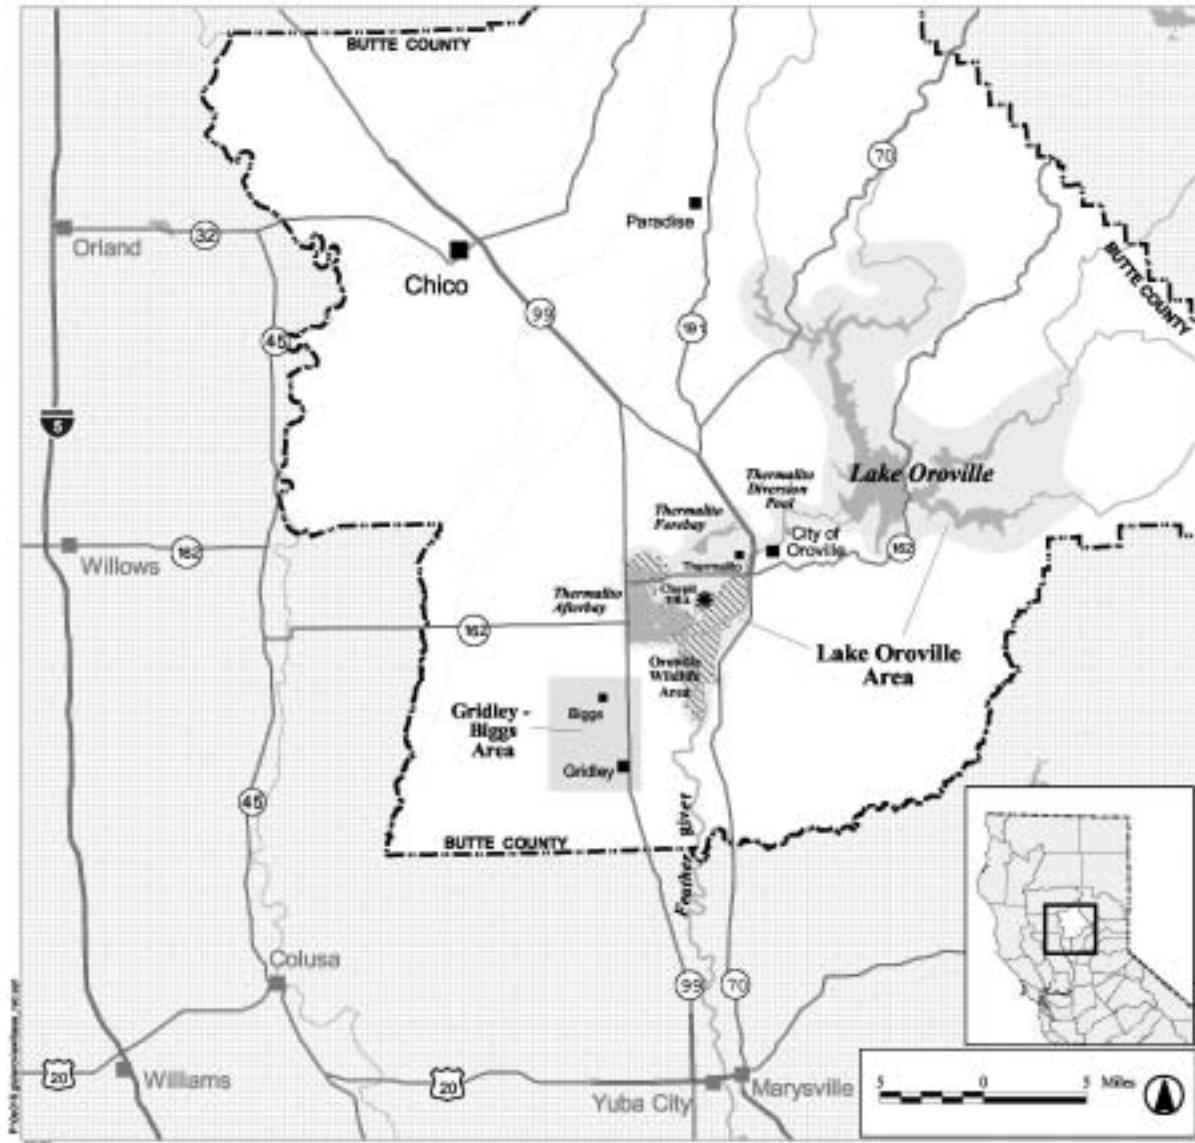 BUTTE COUNTY
70
Paradise
32
Orland
Chico
BUTTE COUNTY
99
191
45
5
Lake Oroville
Thermalito
Diversion
Pool
Thermalito
Forebay
City of
Oroville
162
Willows
162
Thermalito
Thermalito
Afterbay
162
Lake Oroville
Area
Oroville
Wildlife
Area
Gridley -
Biggs
Area
Biggs
Gridley
45
BUTTE COUNTY
Feather giver
Colusa
99
70
20
Williams
20
Yuba City
Marysville
5 0 5 Miles